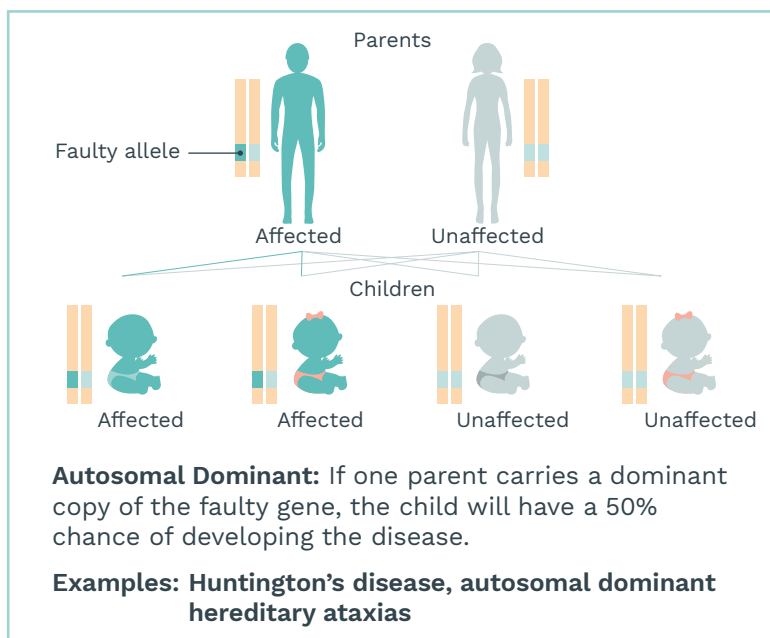 Parents
Faulty allele
Affected
Unaffected
Children
Affected
Affected
Unaffected
Unaffected
Autosomal Dominant: If one parent carries a dominant
copy of the faulty gene, the child will have a 50%
chance of developing the disease.
Examples: Huntington’s disease, autosomal dominant
hereditary ataxias